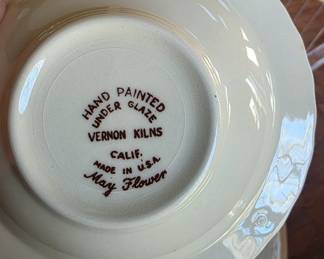 HAND PAINTED
UNDER GLAZE
VERNON KILNS
CALIF.
MADE IN U.S.A.
May Flower